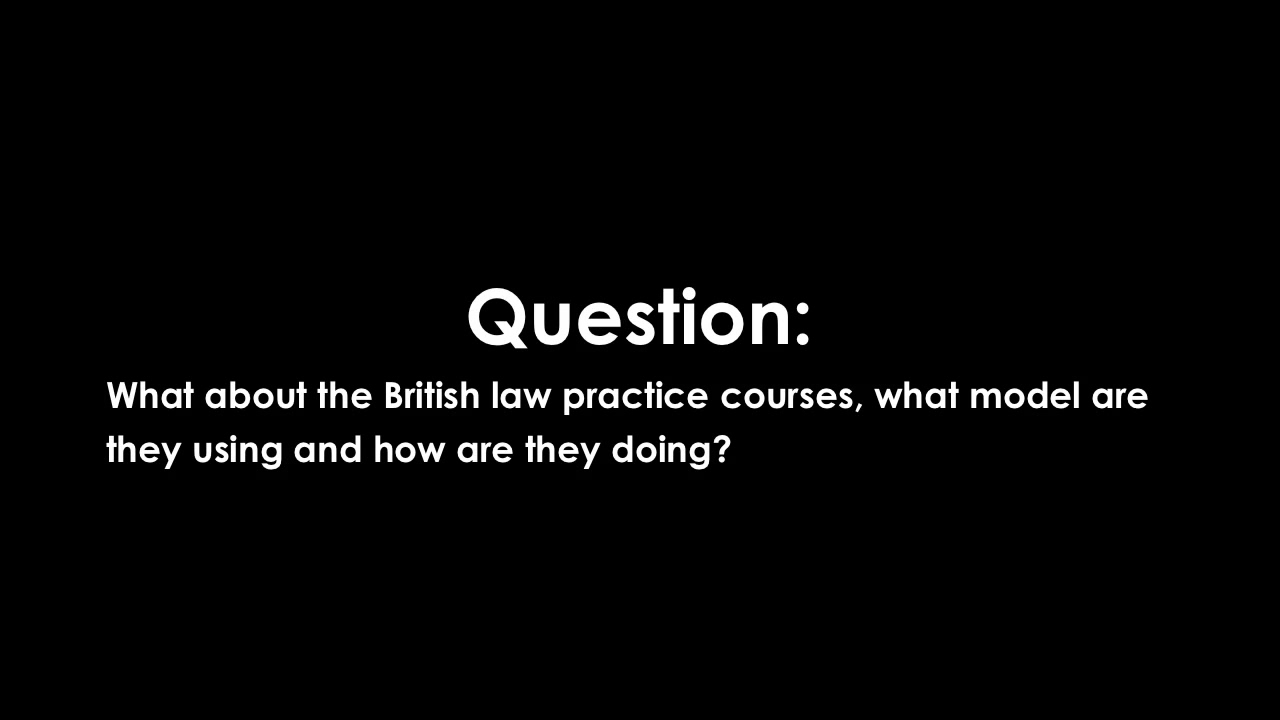 Question:
What about the British law practice courses, what model are
they using and how are they doing?